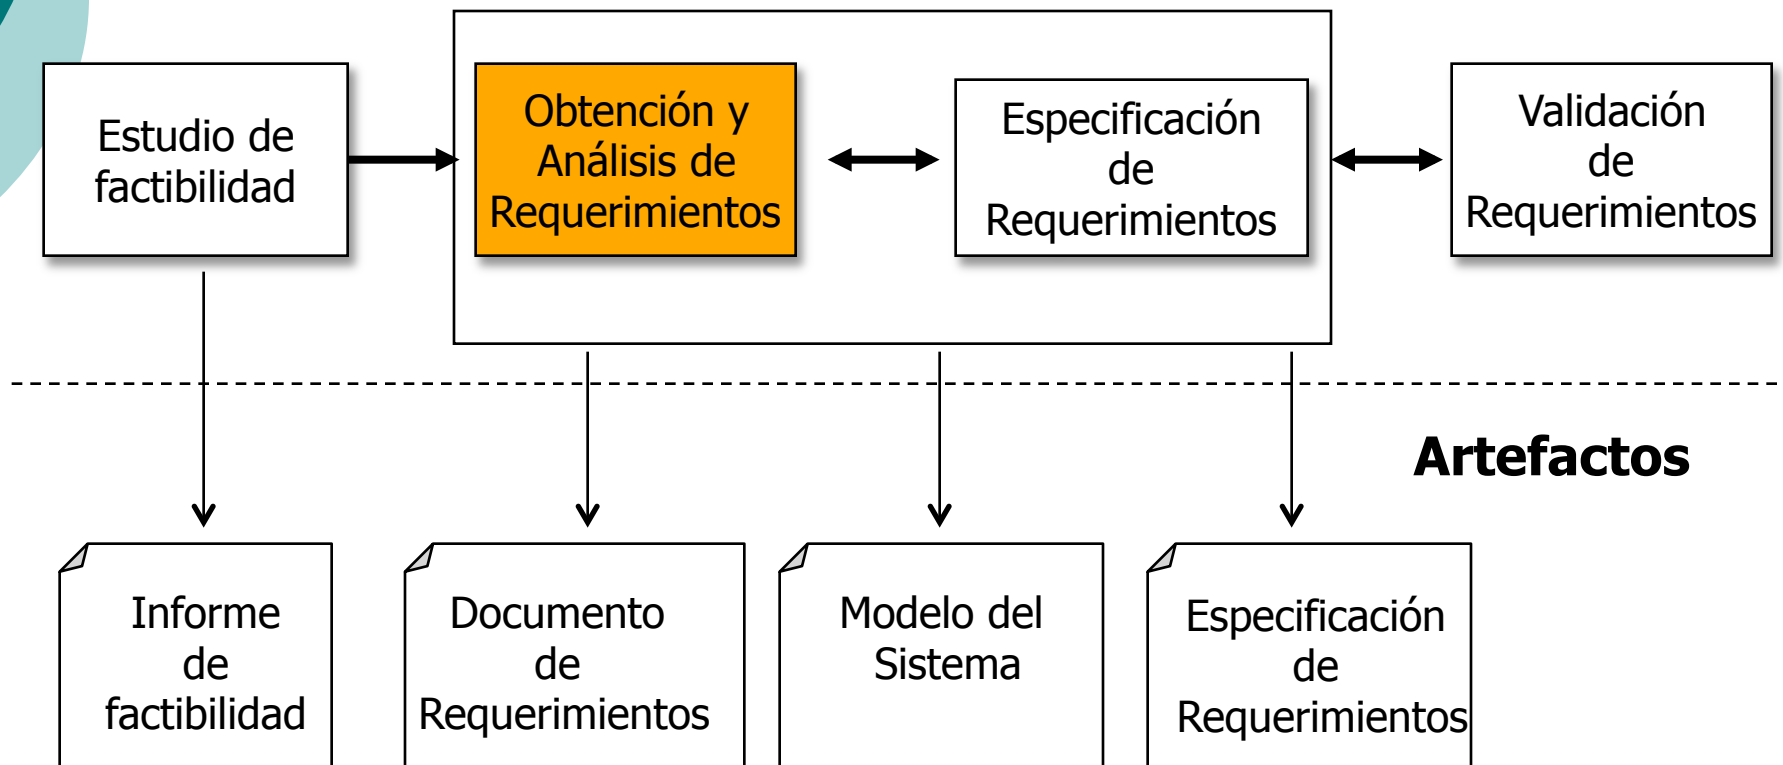 Estudio de
factibilidad
Obtención y
Análisis de
Requerimientos
Especificación
de
Requerimientos
Validación
de
Requerimientos
Artefactos
Informe
de
factibilidad
Documento
de
Requerimientos
Modelo del
Sistema
Especificación
de
Requerimientos